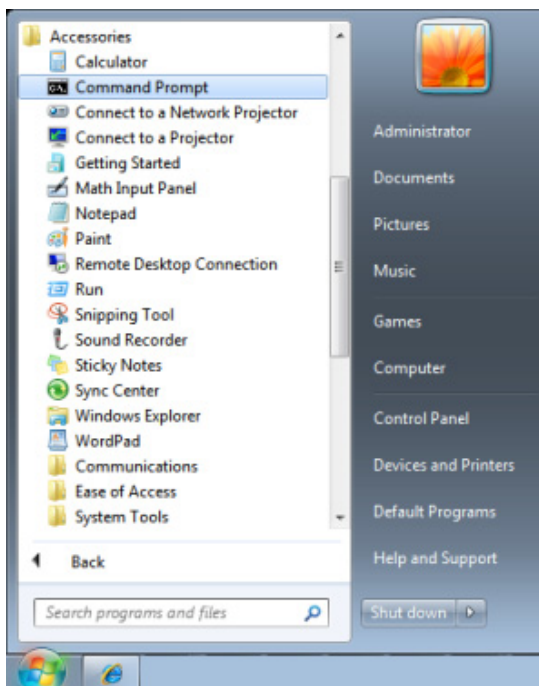 Accessories
Calculator
Command Prompt
Connect to a Network Projector
Connect to a Projector
Getting Started
Math Input Panel
Notepad
Paint
Remote Desktop Connection
Run
Snipping Tool
Sound Recorder
Sticky Notes
Sync Center
Windows Explorer
WordPad
Communications
Ease of Access
System Tools
Back
Search programs and files
Administrator
Documents
Pictures
Music
Games
Computer
Control Panel
Devices and Printers
Default Programs
Help and Support
Shut down